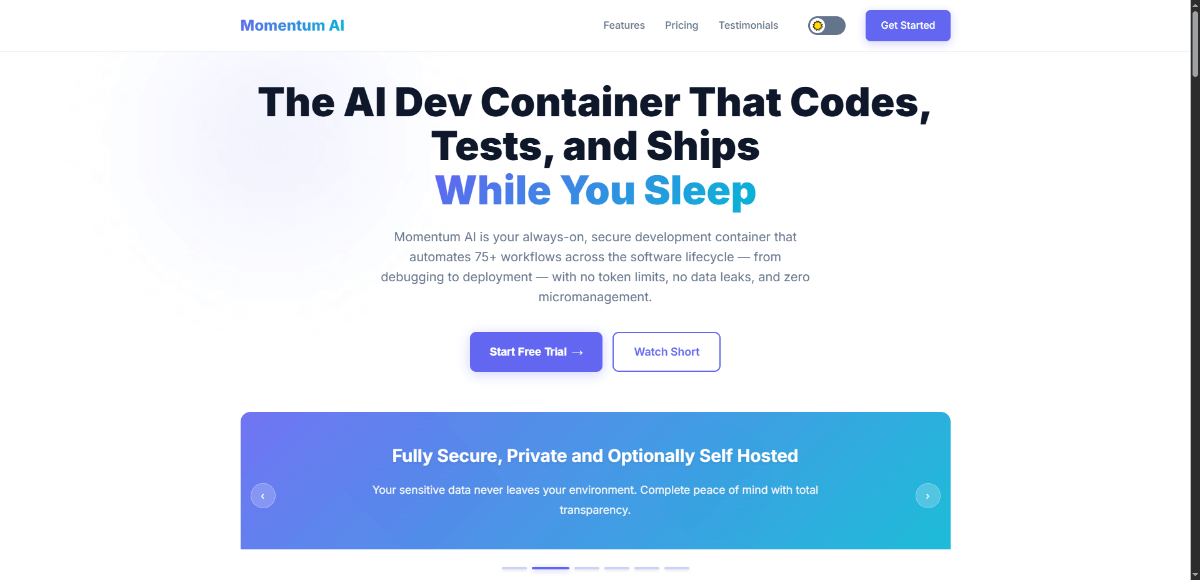 Momentum AI
Features
Pricing
Testimonials
Get Started
The AI Dev Container That Codes,
Tests, and Ships
While You Sleep
Momentum AI is your always-on, secure development container that
automates 75+ workflows across the software lifecycle — from
debugging to deployment — with no token limits, no data leaks, and zero
micromanagement.
Start Free Trial →
Watch Short
Fully Secure, Private and Optionally Self Hosted
‹
Your sensitive data never leaves your environment. Complete peace of mind with total
transparency.
›